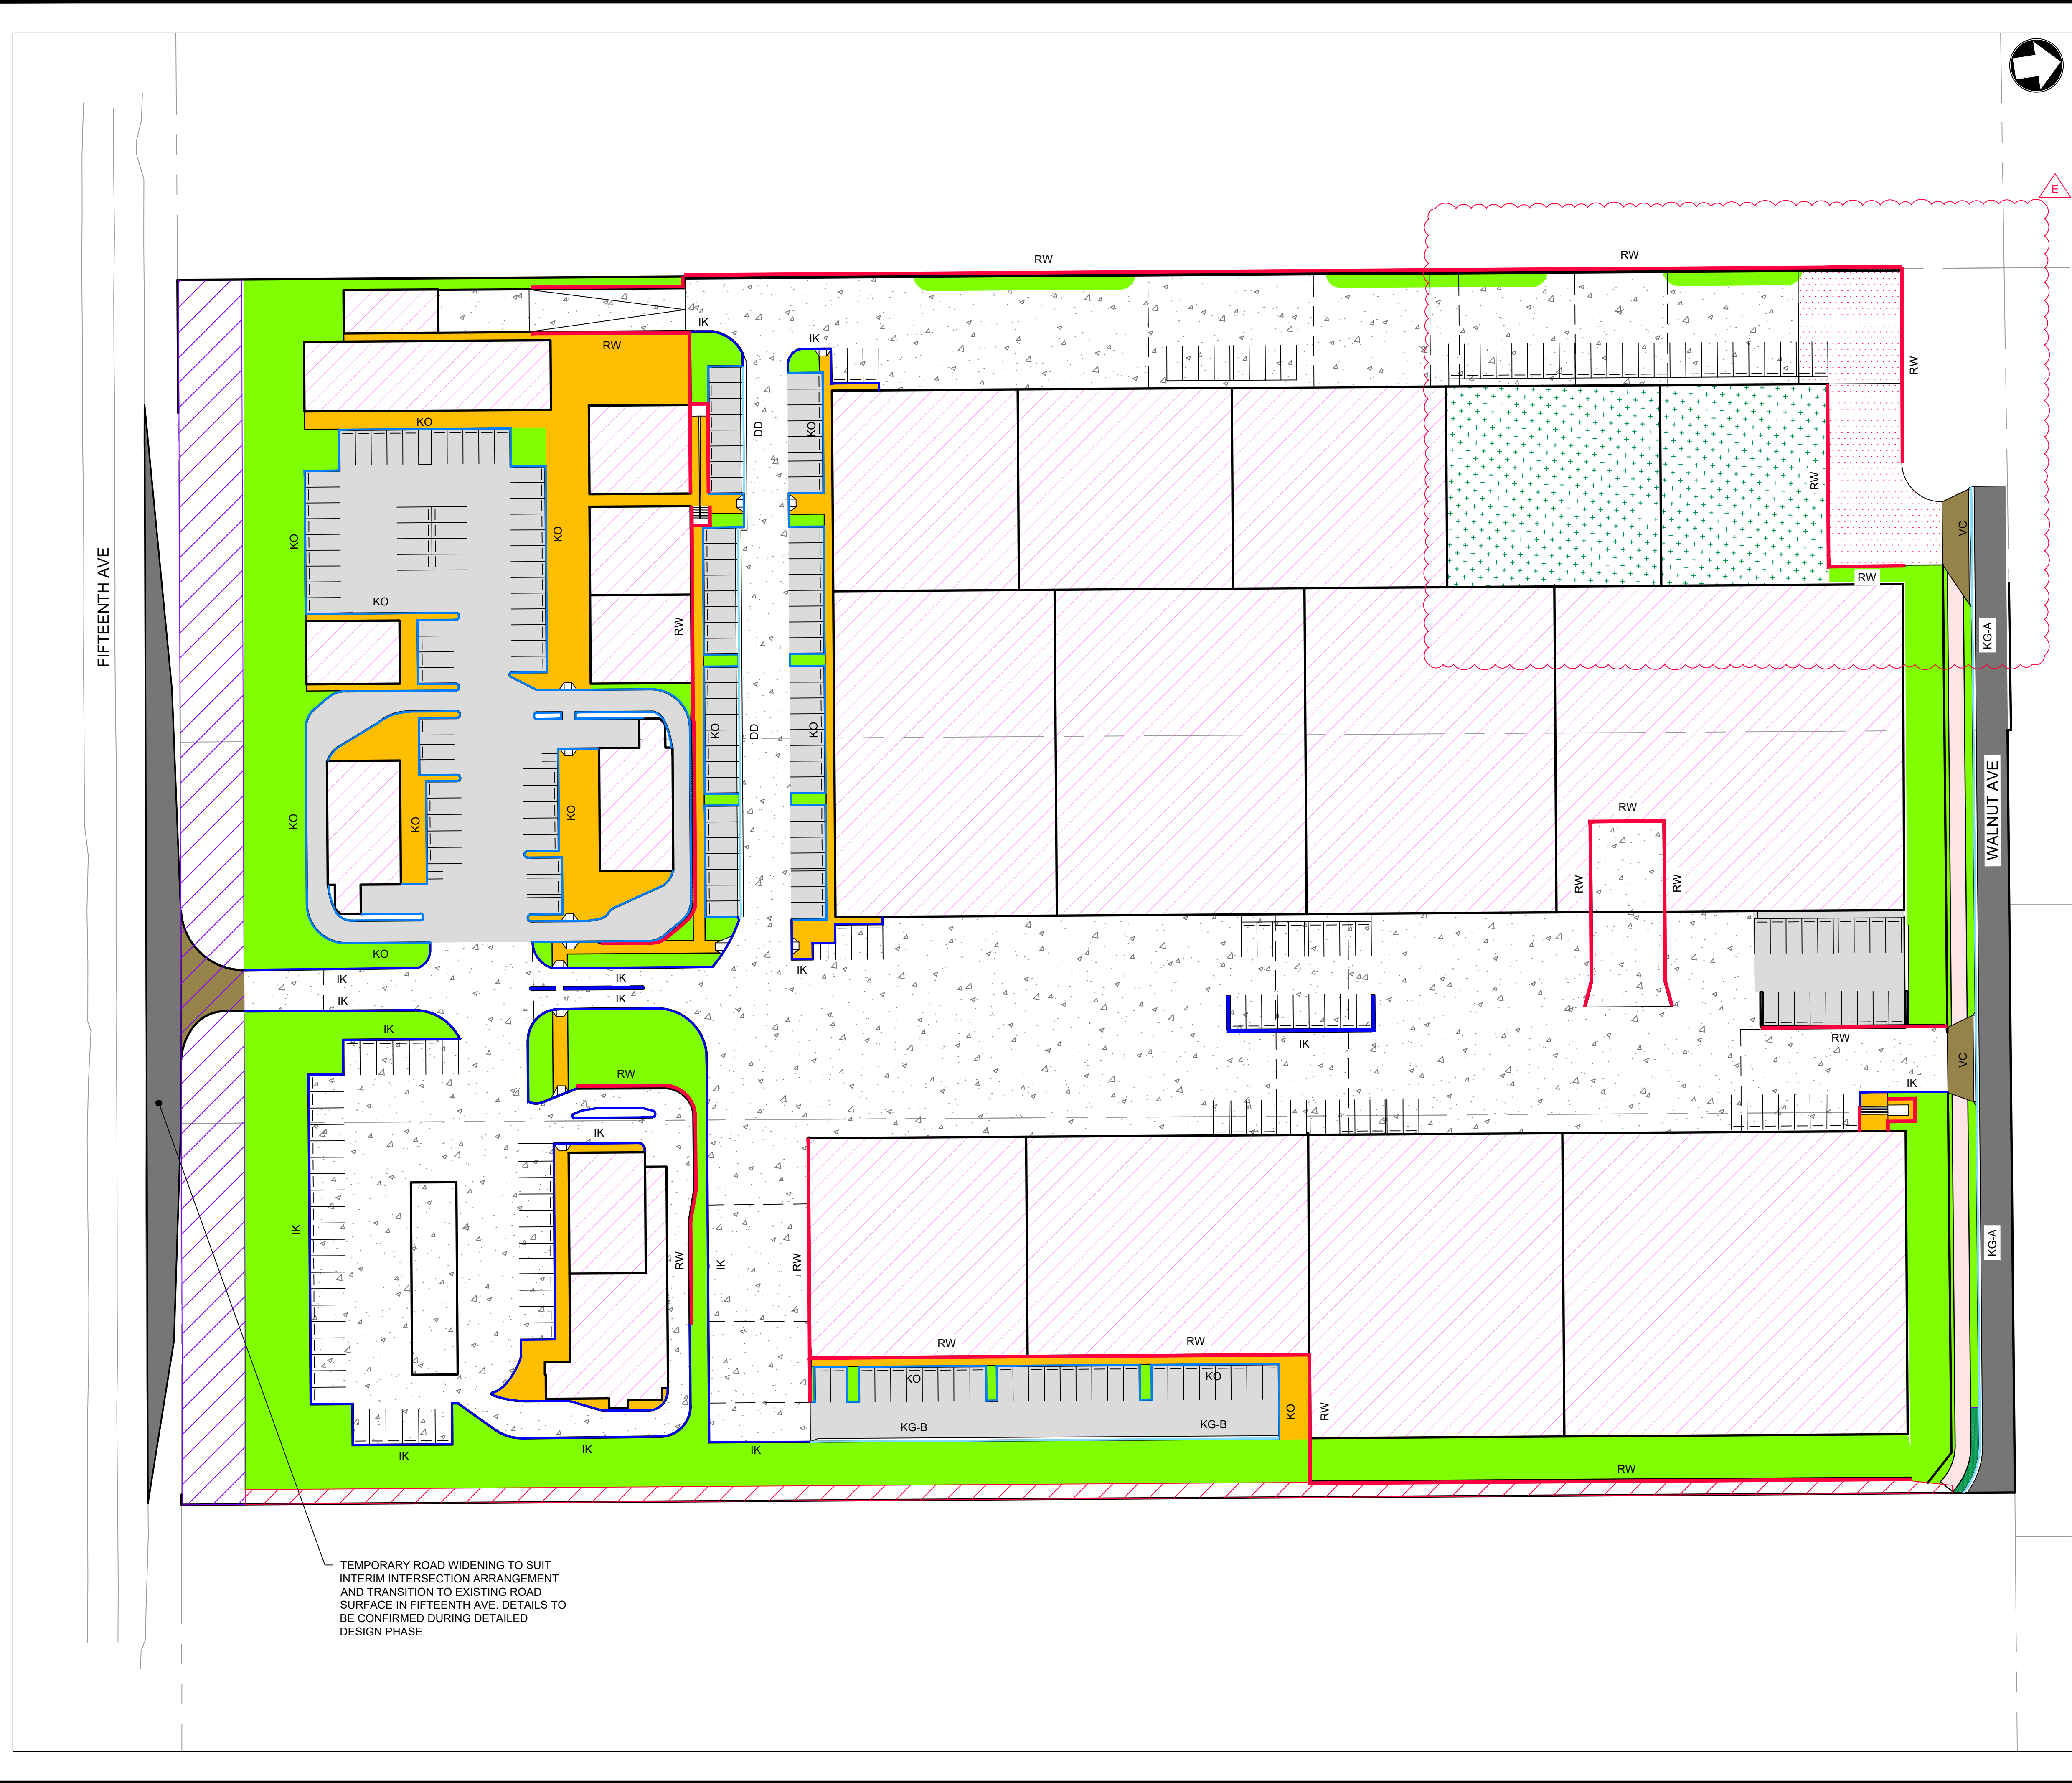 E
RW
RW
IK
IK
RW
RW
KO
DD
KO
RW
VC
KO
KO
FIFTEENTH AVE
KO
RW
RW
KG-A
KO
DD
KO
WALNUT AVE
RW
KO
KO
KO
RW
RW
KO
IK
IK
IK
IK
IK
RW
IK
IK
VC
RW
IK
IK
IK
RW
IK
RW
KG-A
RW
RW
KO
KO
KO
RW
KG-B
KG-B
IK
IK
IK
RW
TEMPORARY ROAD WIDENING TO SUIT
INTERIM INTERSECTION ARRANGEMENT
AND TRANSITION TO EXISTING ROAD
SURFACE IN FIFTEENTH AVE. DETAILS TO
BE CONFIRMED DURING DETAILED
DESIGN PHASE